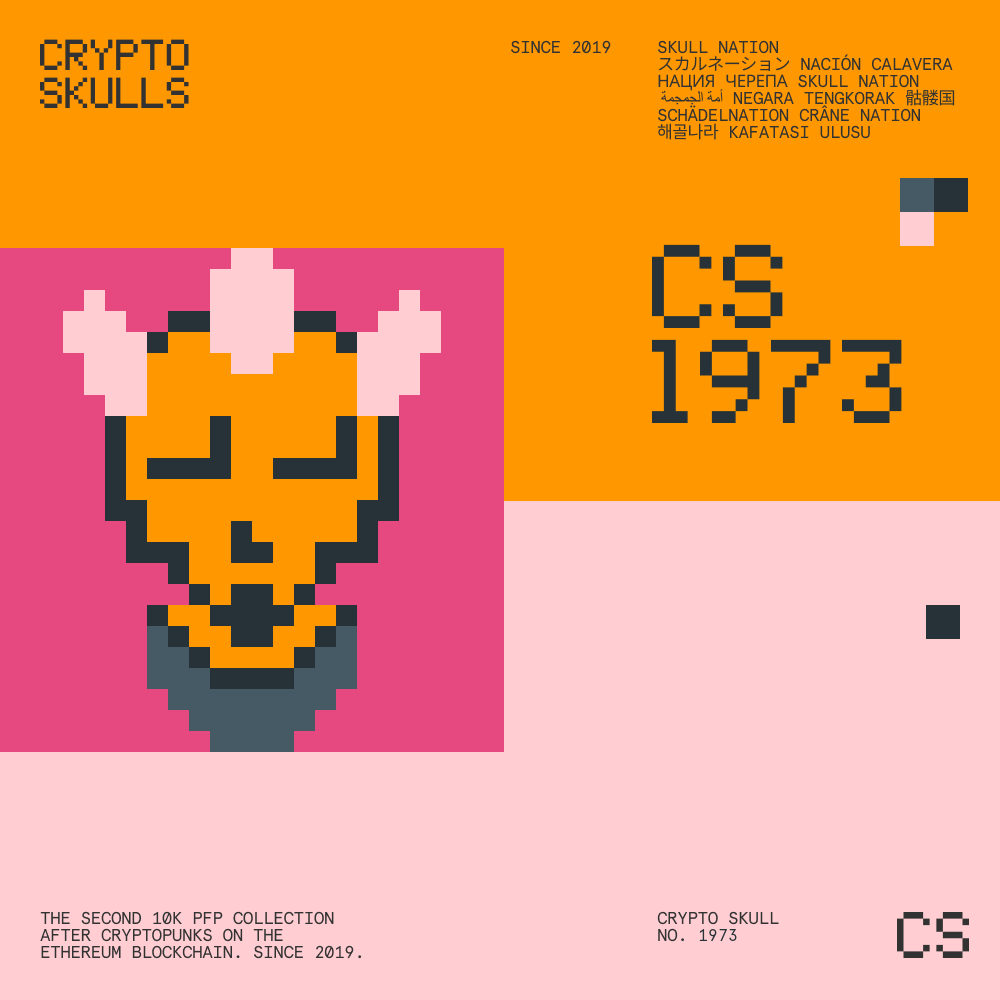 CRYPTO
SKULLS
SINCE 2019
SKULL NATION
スカルネーション NACIÓN CALAVERA
НАЦИЯ ЧЕРЕПА SKULL NATION
أمة الجمجمة NEGARA TENGKORAK 骷髅国
SCHÄDELNATION CRÂNE NATION
해골나라 KAFATASI ULUSU
CS
1973
THE SECOND 10K PFP COLLECTION
AFTER CRYPTOPUNKS ON THE
ETHEREUM BLOCKCHAIN. SINCE 2019.
CRYPTO SKULL
NO. 1973
CS